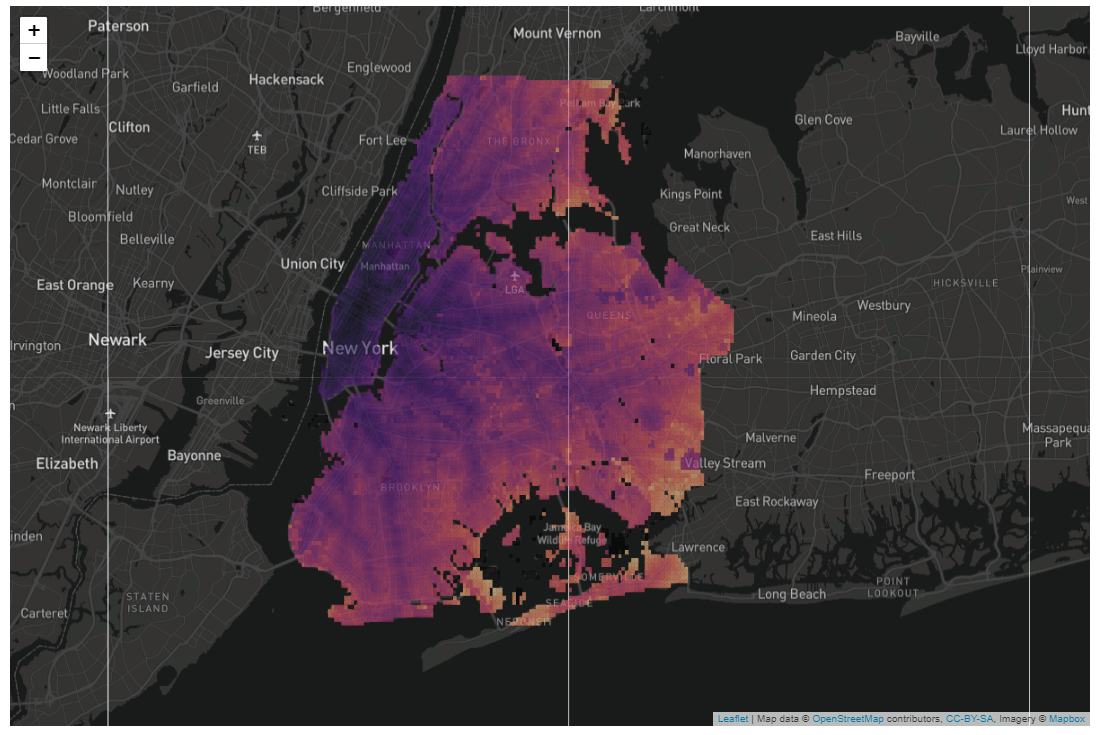 Bergenfield
Larchmont
+
Paterson
Mount Vernon
Bayville
Lloyd Harbor
−
Woodland Park
Englewood
Hackensack
Garfield
Little Falls
Pelham Bay Park
Hunt
Glen Cove
Clifton
Laurel Hollow
Cedar Grove
Fort Lee
THE BRONX
TEB
Manorhaven
Montclair
Nutley
Cliffside Park
Kings Point
West
Bloomfield
Great Neck
Belleville
East Hills
MANHATTAN
Union City
Manhattan
Plainview
East Orange
Kearny
LGA
HICKSVILLE
Westbury
QUEENS
Mineola
Newark
Irvington
Jersey City
New York
Floral Park
Garden City
Hempstead
Greenville
Newark Liberty
International Airport
Massapequa
Park
Malverne
Bayonne
Elizabeth
Valley Stream
Freeport
BROOKLYN
East Rockaway
Jamaica Bay
Wildlife Refuge
inden
Lawrence
SOMERVILLE
POINT
LOOKOUT
STATEN
ISLAND
Long Beach
SEASIDE
Carteret
NEPONSIT
Leaflet | Map data © OpenStreetMap contributors, CC-BY-SA, Imagery © Mapbox